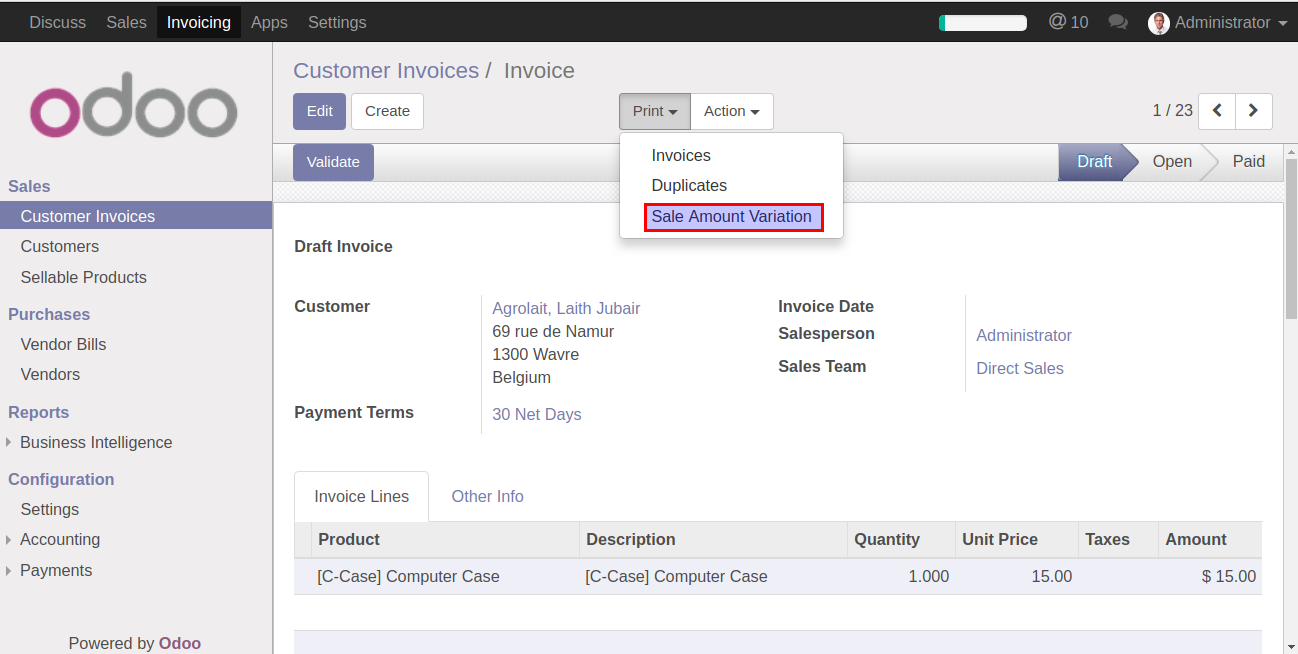 Discuss Sales Invoicing Apps Settings @ 10 Administrator
odoo
Customer Invoices / Invoice
Edit Create Print Action 1 / 23
Validate Draft Open Paid
Invoices
Duplicates
Sale Amount Variation
Sales
Customer Invoices
Customers
Sellable Products
Purchases
Vendor Bills
Vendors
Reports
Business Intelligence
Configuration
Settings
Accounting
Payments
Powered by Odoo
Draft Invoice
Customer Agrolait, Laith Jubair
69 rue de Namur
1300 Wavre
Belgium
Payment Terms 30 Net Days
Invoice Date
Salesperson Administrator
Sales Team Direct Sales
Invoice Lines Other Info
Product Description Quantity Unit Price Taxes Amount
[C-Case] Computer Case [C-Case] Computer Case 1.000 15.00 $ 15.00